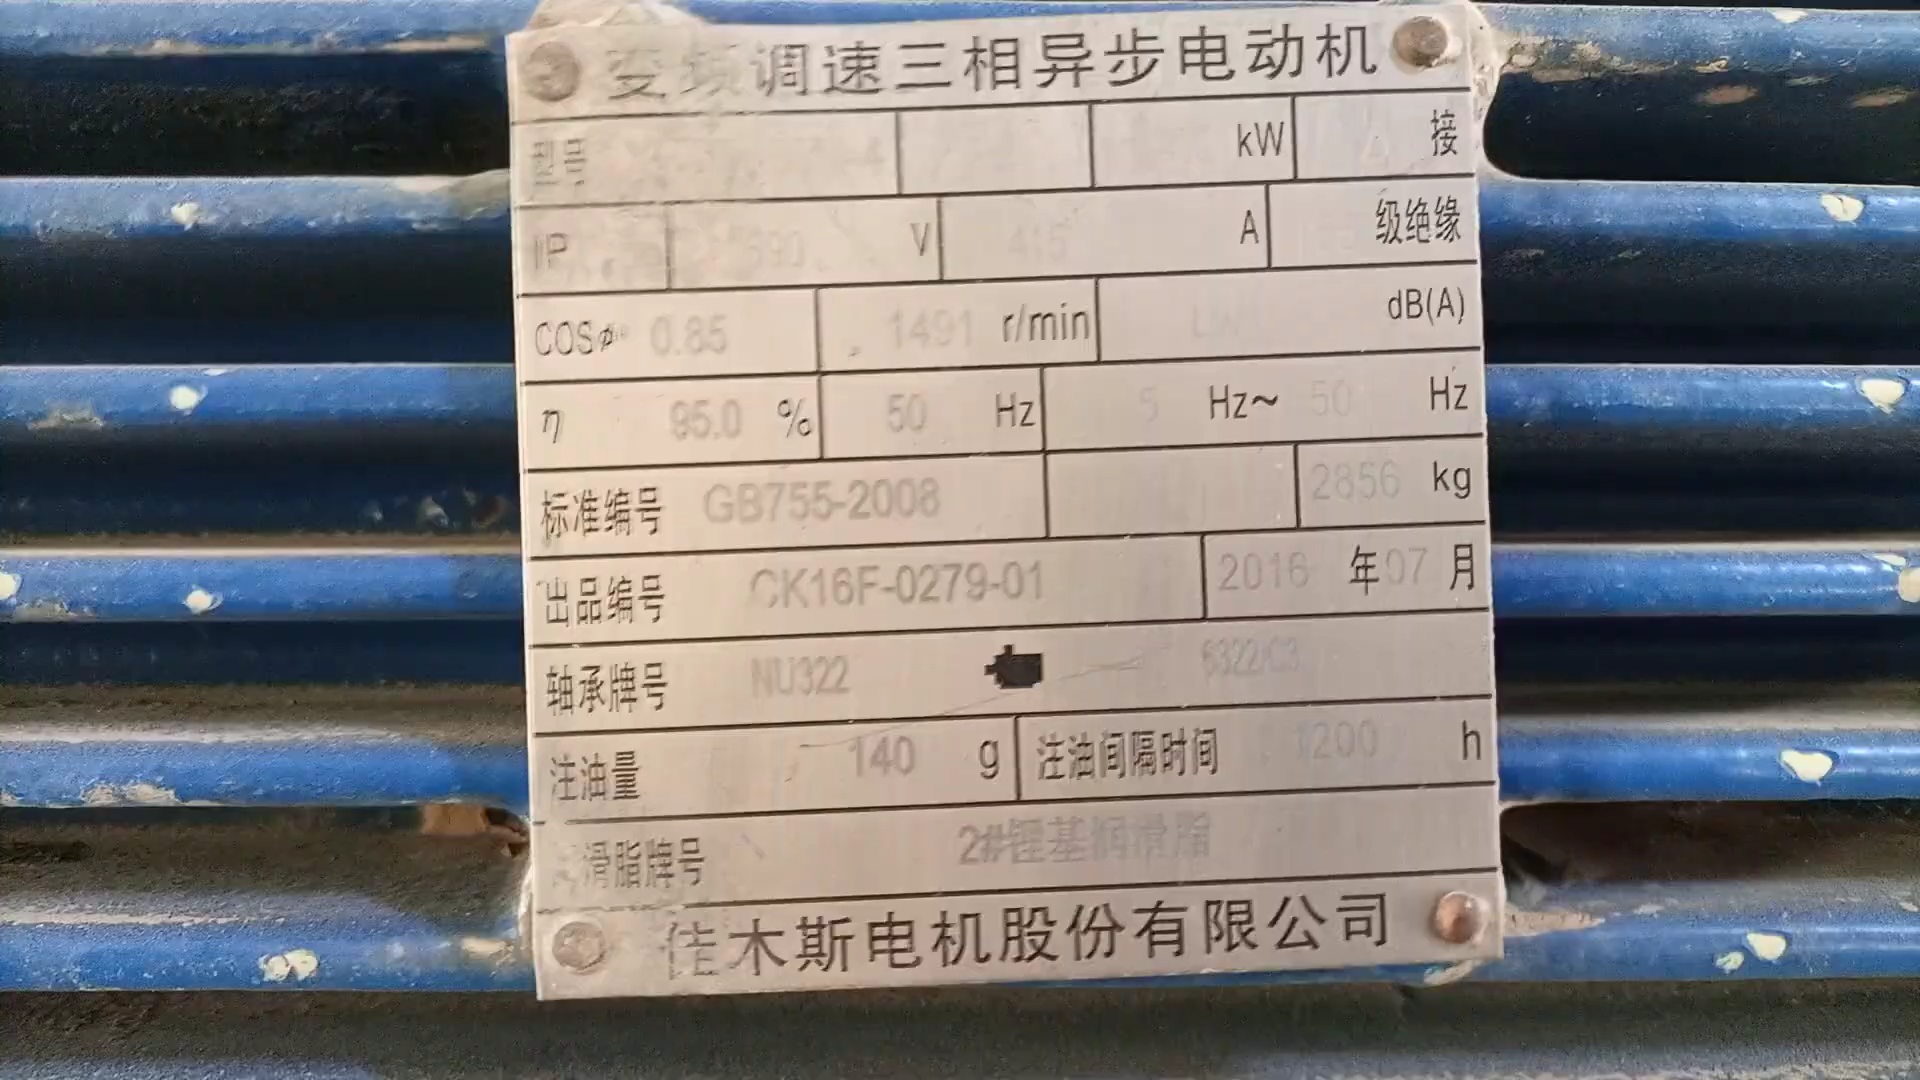 变频调速三相异步电动机
型号 kW 接
IP V 415 A 级绝缘
COSφ 0.85 1491 r/min dB(A)
η 95.0 % 50 Hz 5 Hz~ 50 Hz
标准编号 GB755-2008 2856 kg
出品编号 CK16F-0279-01 2016 年 07 月
轴承牌号 NU322 6322/C3
注油量 140 g 注油间隔时间 1200 h
滑脂牌号 2#锂基润滑脂
佳木斯电机股份有限公司